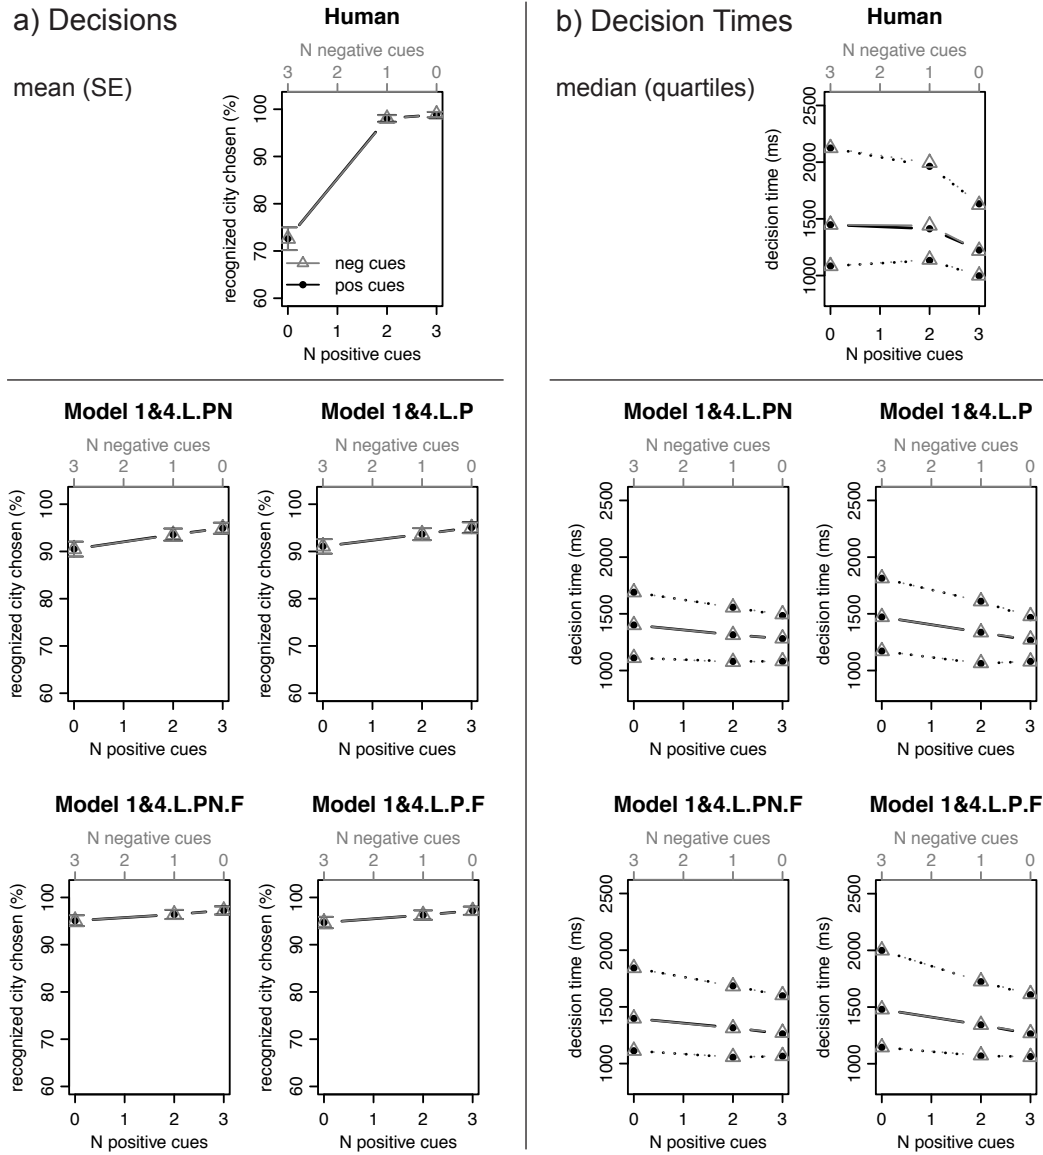 a) Decisions
mean (SE)
Human
N negative cues
3 2 1 0
recognized city chosen (%)
100
90
80
70
60
neg cues
pos cues
0 1 2 3
N positive cues
b) Decision Times
median (quartiles)
Human
N negative cues
3 2 1 0
decision time (ms)
2500
2000
1500
1000
0 1 2 3
N positive cues
Model 1&4.L.PN
N negative cues
3 2 1 0
recognized city chosen (%)
100
90
80
70
60
0 1 2 3
N positive cues
Model 1&4.L.P
N negative cues
3 2 1 0
recognized city chosen (%)
100
90
80
70
60
0 1 2 3
N positive cues
Model 1&4.L.PN
N negative cues
3 2 1 0
decision time (ms)
2500
2000
1500
1000
0 1 2 3
N positive cues
Model 1&4.L.P
N negative cues
3 2 1 0
decision time (ms)
2500
2000
1500
1000
0 1 2 3
N positive cues
Model 1&4.L.PN.F
N negative cues
3 2 1 0
recognized city chosen (%)
100
90
80
70
60
0 1 2 3
N positive cues
Model 1&4.L.P.F
N negative cues
3 2 1 0
recognized city chosen (%)
100
90
80
70
60
0 1 2 3
N positive cues
Model 1&4.L.PN.F
N negative cues
3 2 1 0
decision time (ms)
2500
2000
1500
1000
0 1 2 3
N positive cues
Model 1&4.L.P.F
N negative cues
3 2 1 0
decision time (ms)
2500
2000
1500
1000
0 1 2 3
N positive cues